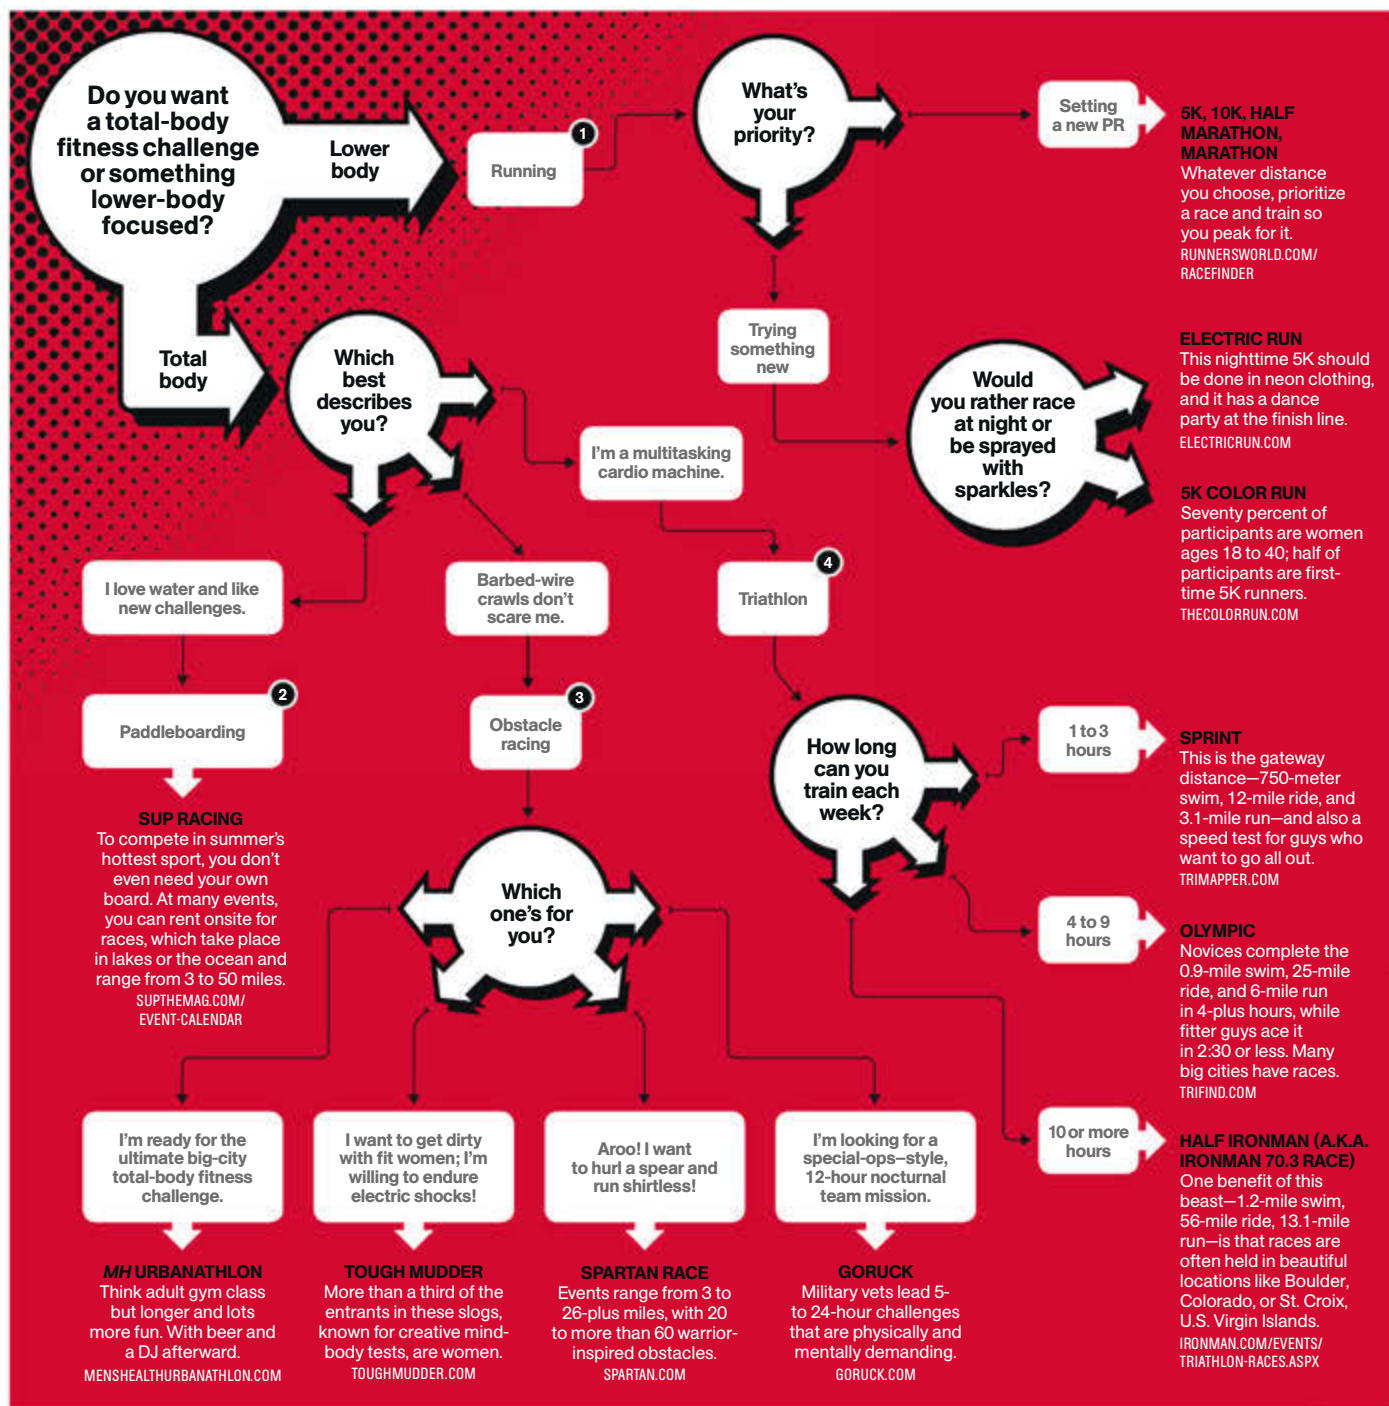 Do you want
a total-body
fitness challenge
or something
lower-body
focused?
Lower
body
Total
body
1
Running
What's
your
priority?
Setting
a new PR
5K, 10K, HALF
MARATHON,
MARATHON
Whatever distance
you choose, prioritize
a race and train so
you peak for it.
RUNNERSWORLD.COM/
RACEFINDER
Trying
something
new
Would
you rather race
at night or
be sprayed
with
sparkles?
ELECTRIC RUN
This nighttime 5K should
be done in neon clothing,
and it has a dance
party at the finish line.
ELECTRICRUN.COM
5K COLOR RUN
Seventy percent of
participants are women
ages 18 to 40; half of
participants are first-
time 5K runners.
THECOLORRUN.COM
Which
best
describes
you?
I'm a multitasking
cardio machine.
I love water and like
new challenges.
Barbed-wire
crawls don't
scare me.
4
Triathlon
2
Paddleboarding
3
Obstacle
racing
SUP RACING
To compete in summer's
hottest sport, you don't
even need your own
board. At many events,
you can rent onsite for
races, which take place
in lakes or the ocean and
range from 3 to 50 miles.
SUPTHEMAG.COM/
EVENT-CALENDAR
How long
can you
train each
week?
1 to 3
hours
SPRINT
This is the gateway
distance—750-meter
swim, 12-mile ride, and
3.1-mile run—and also a
speed test for guys who
want to go all out.
TRIMAPPER.COM
4 to 9
hours
OLYMPIC
Novices complete the
0.9-mile swim, 25-mile
ride, and 6-mile run
in 4-plus hours, while
fitter guys ace it
in 2:30 or less. Many
big cities have races.
TRIFIND.COM
10 or more
hours
HALF IRONMAN (A.K.A.
IRONMAN 70.3 RACE)
One benefit of this
beast—1.2-mile swim,
56-mile ride, 13.1-mile
run—is that races are
often held in beautiful
locations like Boulder,
Colorado, or St. Croix,
U.S. Virgin Islands.
IRONMAN.COM/EVENTS/
TRIATHLON-RACES.ASPX
Which
one's for
you?
I'm ready for the
ultimate big-city
total-body fitness
challenge.
MH URBANATHLON
Think adult gym class
but longer and lots
more fun. With beer and
a DJ afterward.
MENSHEALTHURBANATHLON.COM
I want to get dirty
with fit women; I'm
willing to endure
electric shocks!
TOUGH MUDDER
More than a third of the
entrants in these slogs,
known for creative mind-
body tests, are women.
TOUGHMUDDER.COM
Aroo! I want
to hurl a spear and
run shirtless!
SPARTAN RACE
Events range from 3 to
26-plus miles, with 20
to more than 60 warrior-
inspired obstacles.
SPARTAN.COM
I'm looking for a
special-ops–style,
12-hour nocturnal
team mission.
GORUCK
Military vets lead 5-
to 24-hour challenges
that are physically and
mentally demanding.
GORUCK.COM